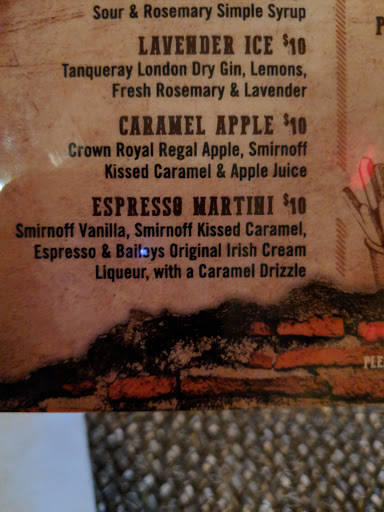 Sour & Rosemary Simple Syrup
LAVENDER ICE $10
Tanqueray London Dry Gin, Lemons,
Fresh Rosemary & Lavender
CARAMEL APPLE $10
Crown Royal Regal Apple, Smirnoff
Kissed Caramel & Apple Juice
ESPRESSO MARTINI $10
Smirnoff Vanilla, Smirnoff Kissed Caramel,
Espresso & Baileys Original Irish Cream
Liqueur, with a Caramel Drizzle
P
PLE